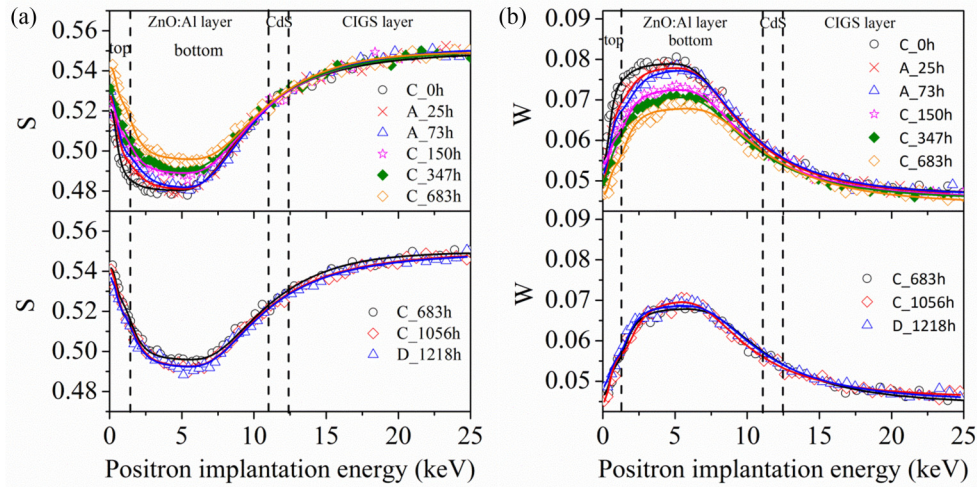 (a)
ZnO:Al layer CdS CIGS layer
top bottom
0.56
0.54
0.52
0.50
0.48
S
C_0h
A_25h
A_73h
C_150h
C_347h
C_683h
0.56
0.54
0.52
0.50
0.48
S
C_683h
C_1056h
D_1218h
0 5 10 15 20 25
Positron implantation energy (keV)
(b)
ZnO:Al layer CdS CIGS layer
top bottom
0.09
0.08
0.07
0.06
0.05
W
C_0h
A_25h
A_73h
C_150h
C_347h
C_683h
0.09
0.08
0.07
0.06
0.05
W
C_683h
C_1056h
D_1218h
0 5 10 15 20 25
Positron implantation energy (keV)